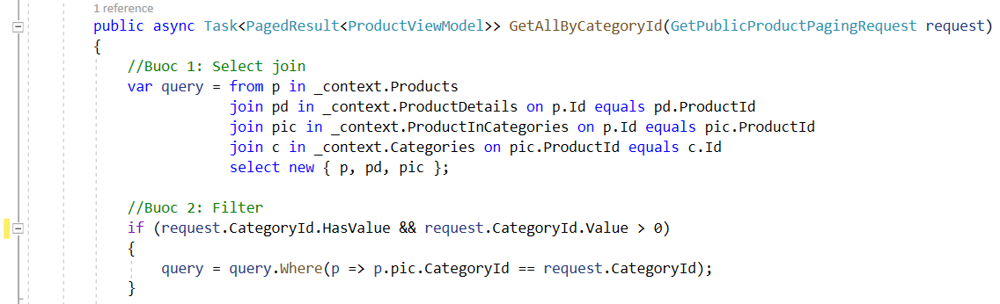 1 reference
public async Task<PagedResult<ProductViewModel>> GetAllByCategoryId(GetPublicProductPagingRequest request)
{
//Buoc 1: Select join
var query = from p in _context.Products
join pd in _context.ProductDetails on p.Id equals pd.ProductId
join pic in _context.ProductInCategories on p.Id equals pic.ProductId
join c in _context.Categories on pic.ProductId equals c.Id
select new { p, pd, pic };
//Buoc 2: Filter
if (request.CategoryId.HasValue && request.CategoryId.Value > 0)
{
query = query.Where(p => p.pic.CategoryId == request.CategoryId);
}